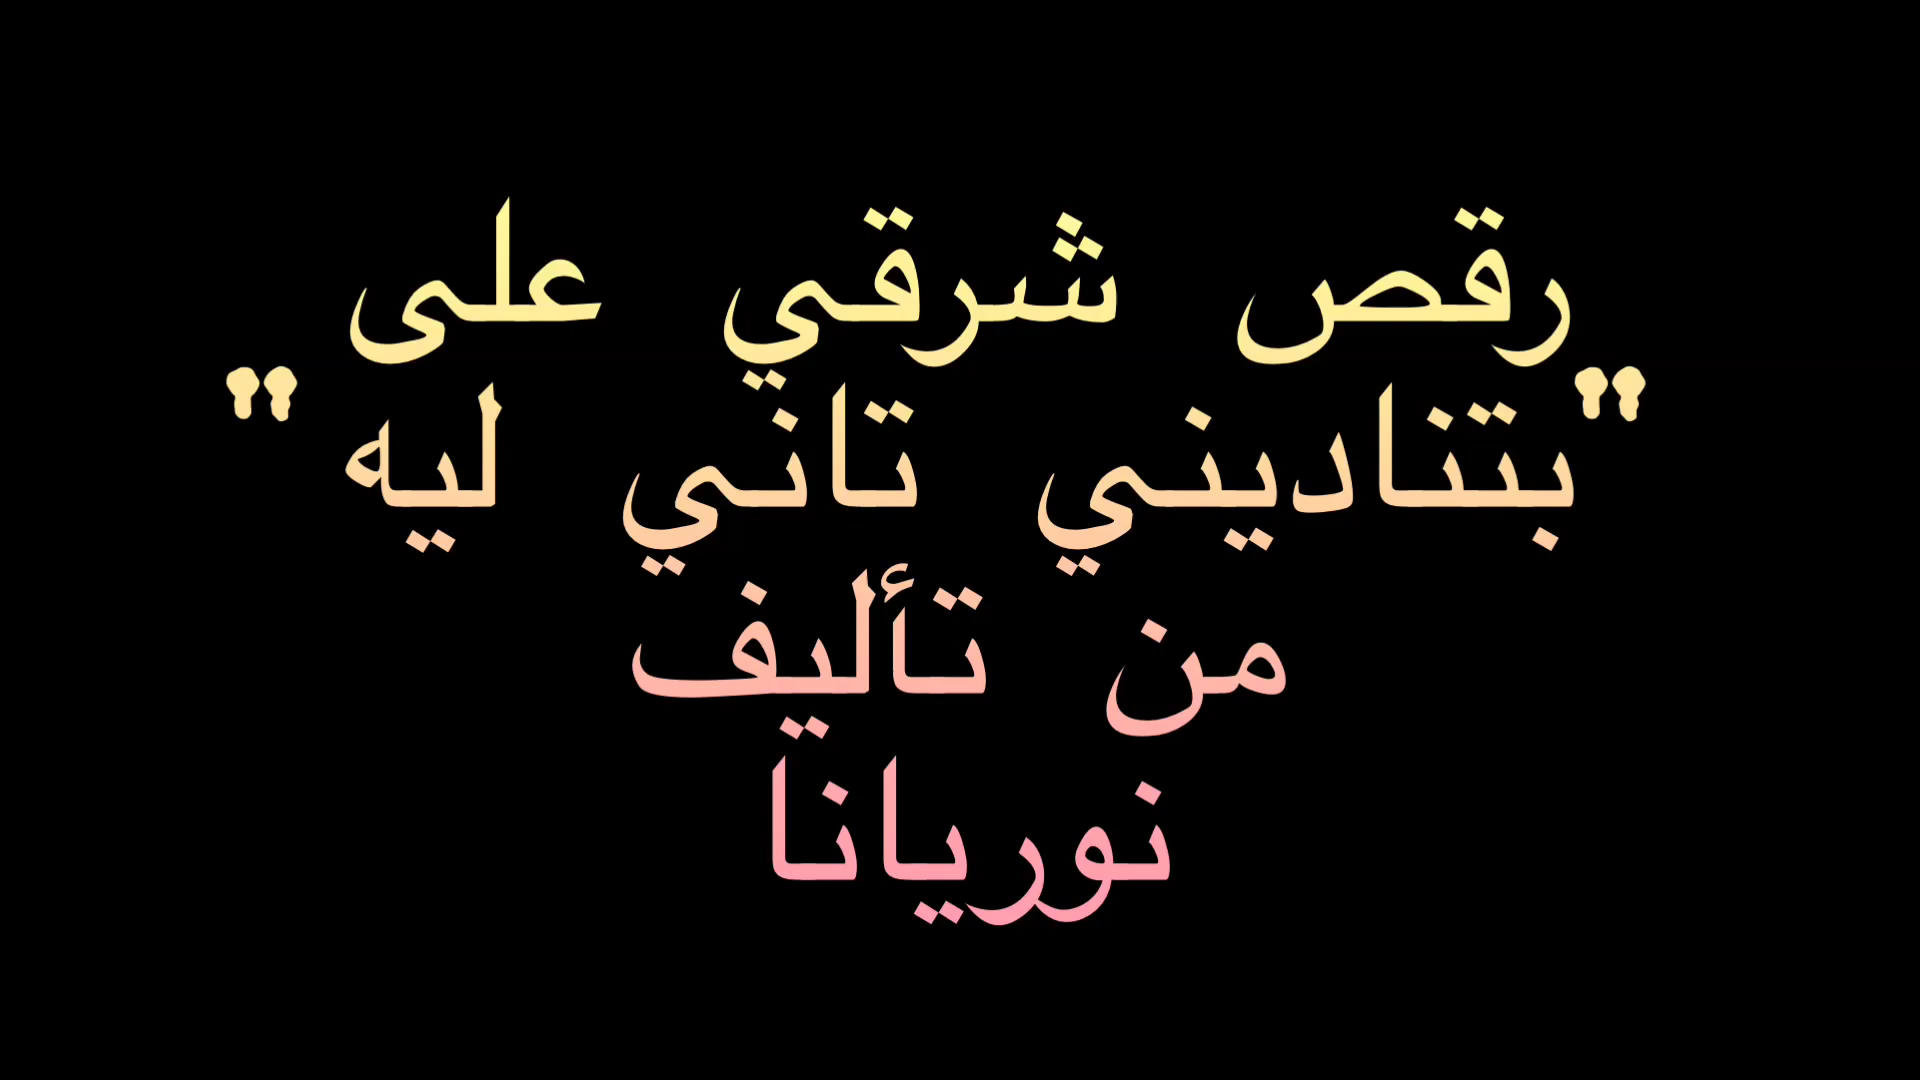 رقص شرقي على
"بتناديني تاني ليه"
من تأليف
نوريانا